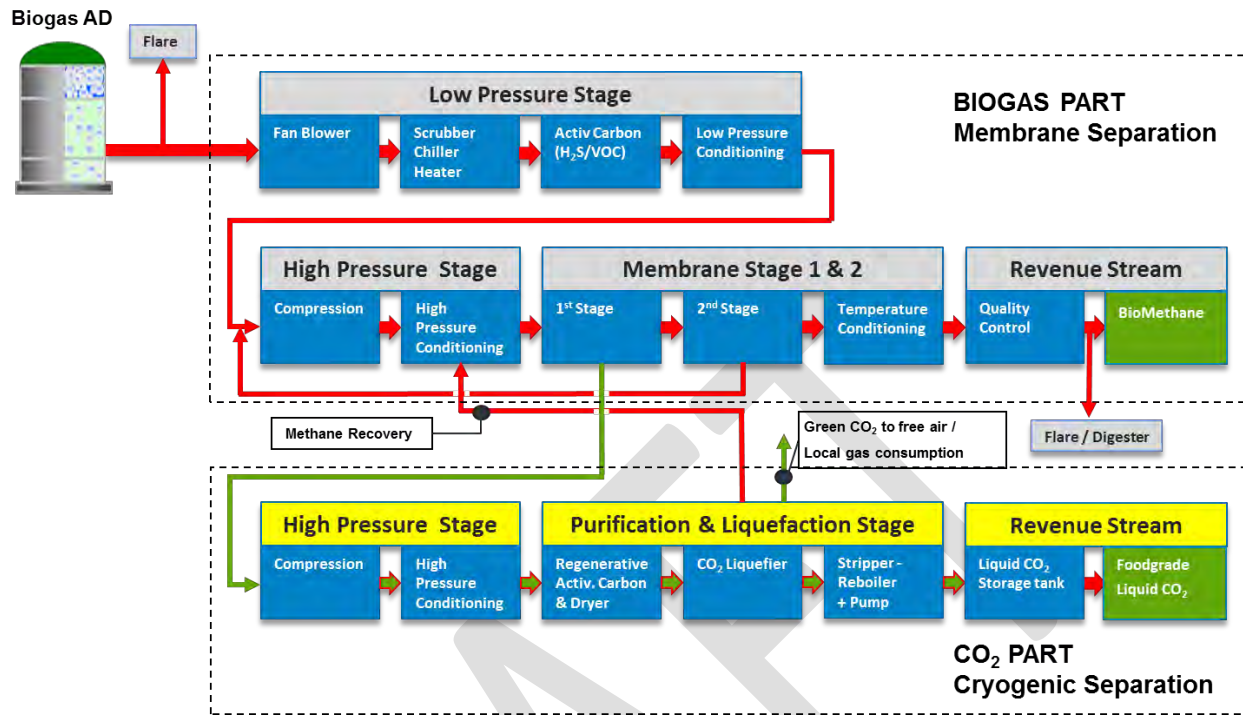 Biogas AD
Flare
Low Pressure Stage
BIOGAS PART
Membrane Separation
Fan Blower
Scrubber
Chiller
Heater
Activ Carbon
(H₂S/VOC)
Low Pressure
Conditioning
High Pressure Stage
Membrane Stage 1 & 2
Revenue Stream
Compression
High
Pressure
Conditioning
1st Stage
2nd Stage
Temperature
Conditioning
Quality
Control
BioMethane
Methane Recovery
Green CO₂ to free air /
Local gas consumption
Flare / Digester
High Pressure Stage
Purification & Liquefaction Stage
Revenue Stream
Compression
High
Pressure
Conditioning
Regenerative
Activ. Carbon
& Dryer
CO₂ Liquefier
Stripper -
Reboiler
+ Pump
Liquid CO₂
Storage tank
Foodgrade
Liquid CO₂
CO₂ PART
Cryogenic Separation